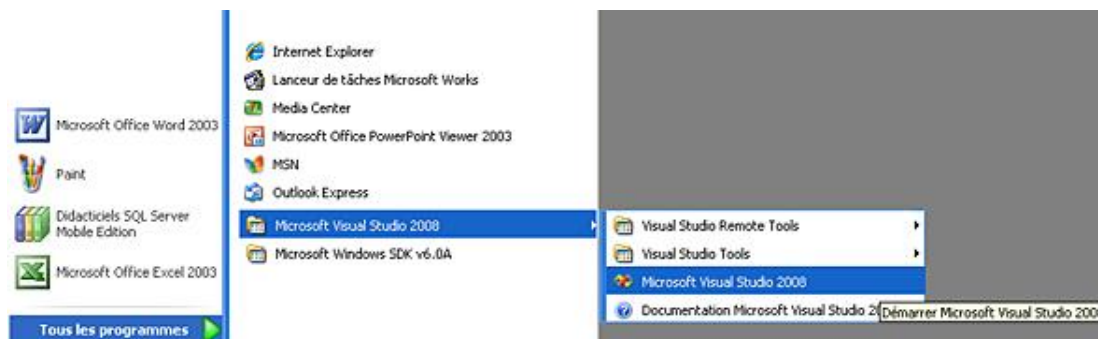 Microsoft Office Word 2003
Paint
Didacticiels SQL Server
Mobile Edition
Microsoft Office Excel 2003
Tous les programmes
Internet Explorer
Lanceur de tâches Microsoft Works
Media Center
Microsoft Office PowerPoint Viewer 2003
MSN
Outlook Express
Microsoft Visual Studio 2008
Microsoft Windows SDK v6.0A
Visual Studio Remote Tools
Visual Studio Tools
Microsoft Visual Studio 2008
Documentation Microsoft Visual Studio
Démarrer Microsoft Visual Studio 200